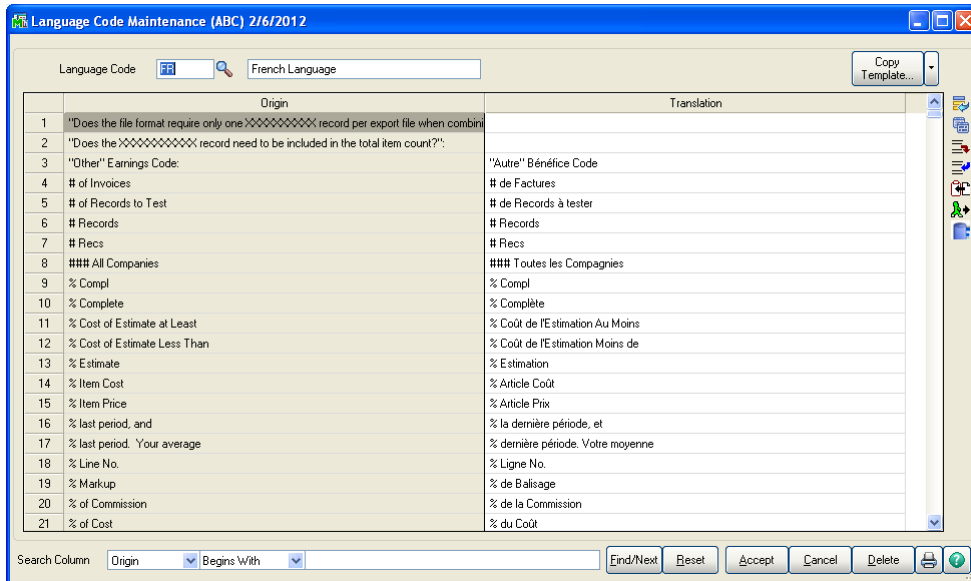 Language Code Maintenance (ABC) 2/6/2012
Language Code FR French Language
Copy Template...
Origin Translation
1 "Does the file format require only one XXXXXXXXXX record per export file when combini
2 "Does the XXXXXXXXXXX record need to be included in the total item count?":
3 "Other" Earnings Code: "Autre" Bénéfice Code
4 # of Invoices # de Factures
5 # of Records to Test # de Records à tester
6 # Records # Records
7 # Recs # Recs
8 ### All Companies ### Toutes les Compagnies
9 % Compl % Compl
10 % Complete % Complète
11 % Cost of Estimate at Least % Coût de l'Estimation Au Moins
12 % Cost of Estimate Less Than % Coût de l'Estimation Moins de
13 % Estimate % Estimation
14 % Item Cost % Article Coût
15 % Item Price % Article Prix
16 % last period, and % la dernière période, et
17 % last period. Your average % dernière période. Votre moyenne
18 % Line No. % Ligne No.
19 % Markup % de Balisage
20 % of Commission % de la Commission
21 % of Cost % du Coût
Search Column Origin Begins With Find/Next Reset Accept Cancel Delete